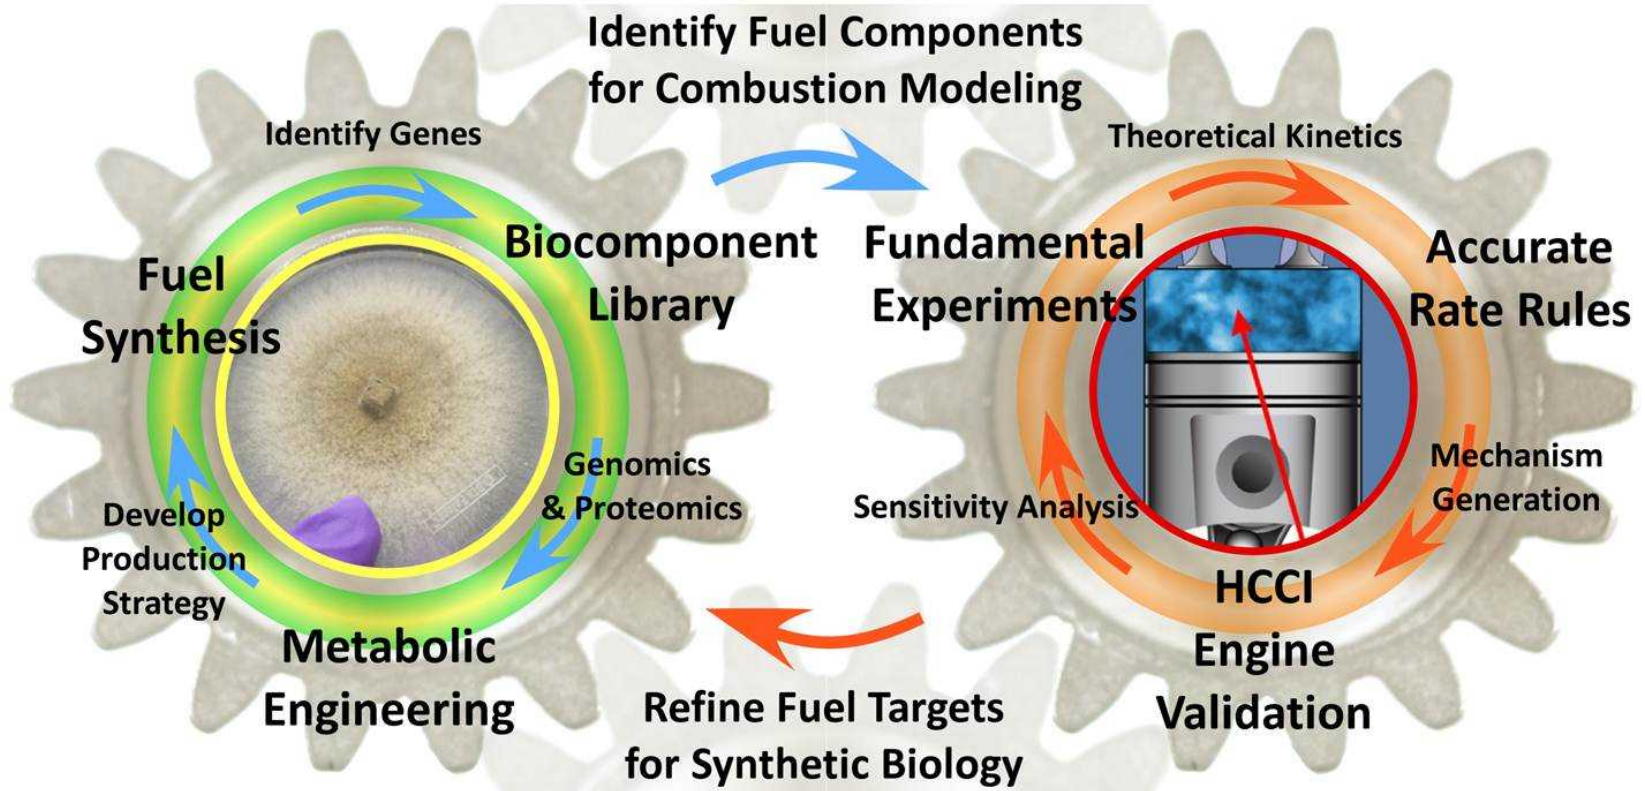 Identify Fuel Components
for Combustion Modeling
Identify Genes
Theoretical Kinetics
Fuel
Synthesis
Biocomponent
Library
Fundamental
Experiments
Accurate
Rate Rules
Genomics
& Proteomics
Develop
Production
Strategy
Sensitivity Analysis
Mechanism
Generation
Metabolic
Engineering
HCCI
Engine
Validation
Refine Fuel Targets
for Synthetic Biology